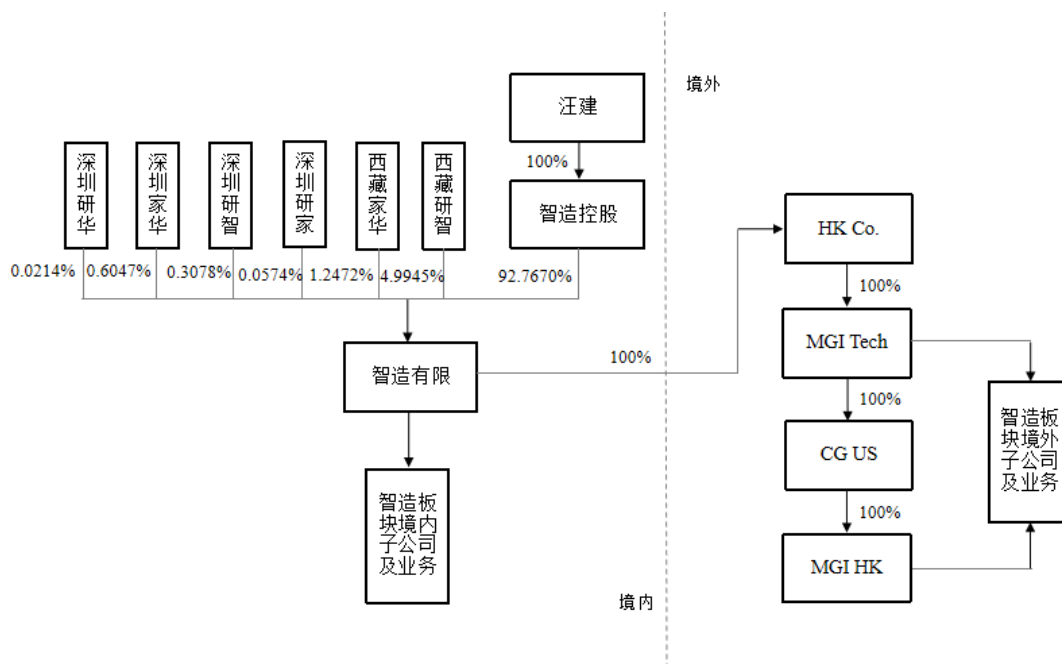 境外
汪建
100%
智造控股
深圳研华
深圳家华
深圳研智
深圳研家
西藏家华
西藏研智
0.0214%
0.6047%
0.3078%
0.0574%
1.2472%
4.9945%
92.7670%
智造有限
100%
智造板
块境内
子公司
及业务
境内
HK Co.
100%
MGI Tech
100%
CG US
100%
MGI HK
智造板
块境外
子公司
及业务